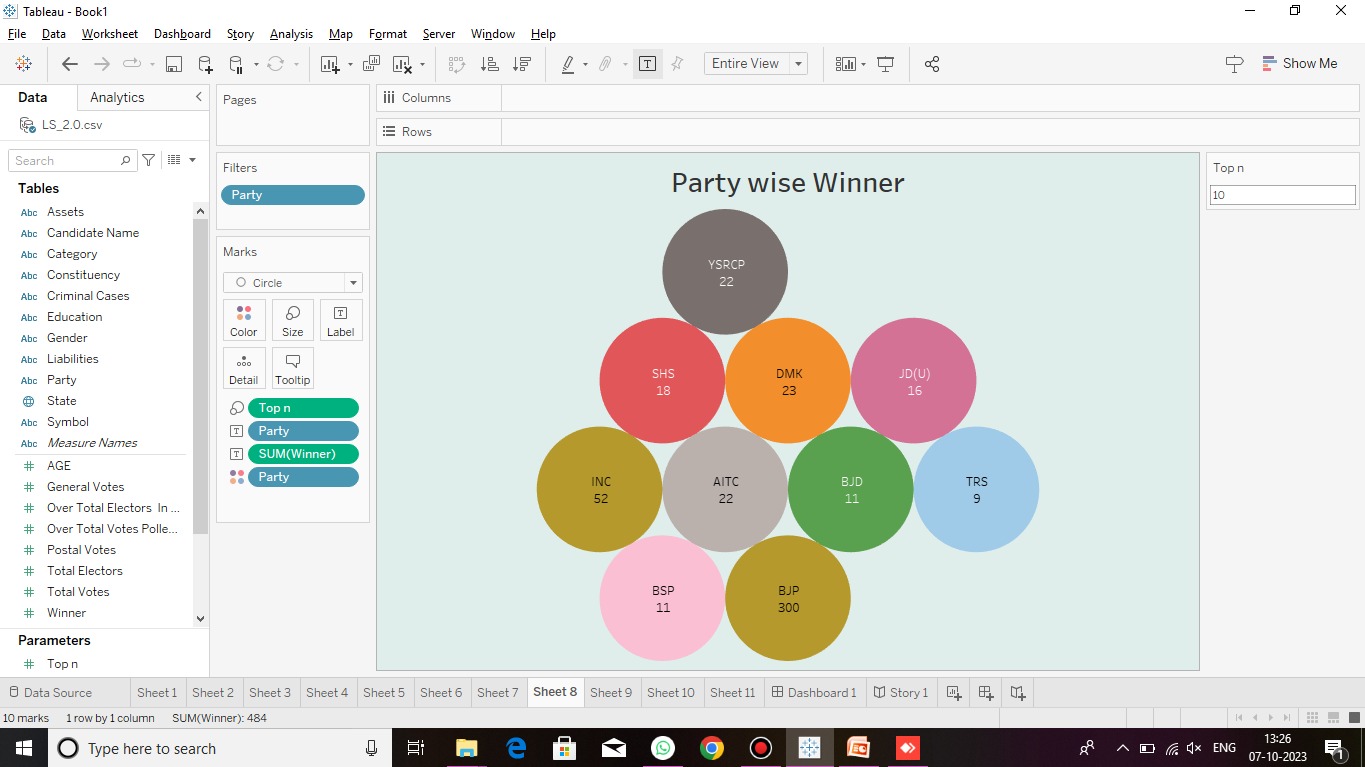 Tableau - Book1
File Data Worksheet Dashboard Story Analysis Map Format Server Window Help
Entire View
Show Me
Data Analytics
LS_2.0.csv
Search
Tables
Abc Assets
Abc Candidate Name
Abc Category
Abc Constituency
Abc Criminal Cases
Abc Education
Abc Gender
Abc Liabilities
Abc Party
State
Abc Symbol
Abc Measure Names
# AGE
# General Votes
# Over Total Electors In ...
# Over Total Votes Polle...
# Postal Votes
# Total Electors
# Total Votes
# Winner
Parameters
# Top n
Pages
Filters
Party
Marks
Circle
Color Size Label
Detail Tooltip
Top n
Party
SUM(Winner)
Party
Columns
Rows
Party wise Winner
YSRCP
22
SHS
18
DMK
23
JD(U)
16
INC
52
AITC
22
BJD
11
TRS
9
BSP
11
BJP
300
Top n
10
Data Source Sheet 1 Sheet 2 Sheet 3 Sheet 4 Sheet 5 Sheet 6 Sheet 7 Sheet 8 Sheet 9 Sheet 10 Sheet 11 Dashboard 1 Story 1
10 marks 1 row by 1 column SUM(Winner): 484
Type here to search
ENG
13:26
07-10-2023
1